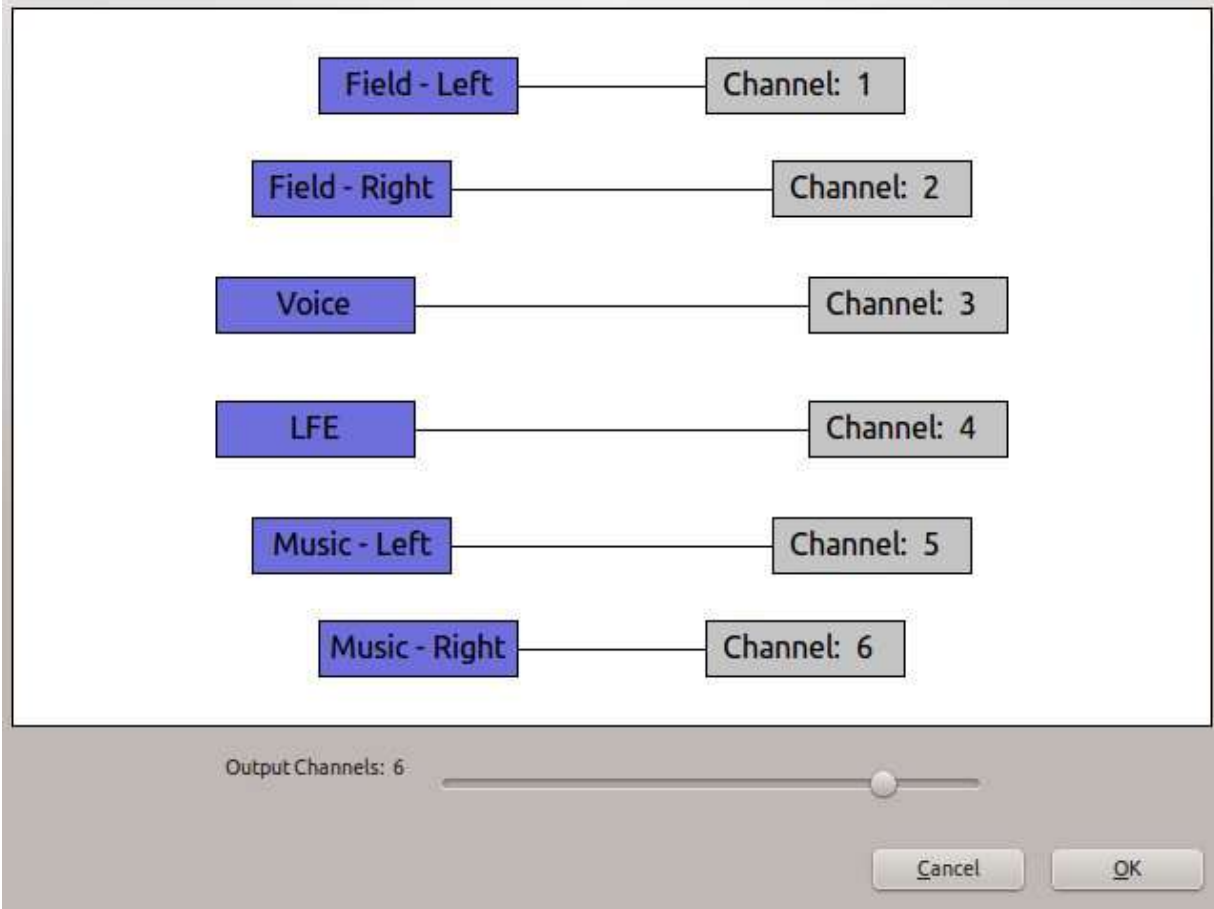 Field - Left Channel: 1
Field - Right Channel: 2
Voice Channel: 3
LFE Channel: 4
Music - Left Channel: 5
Music - Right Channel: 6
Output Channels: 6
Cancel OK